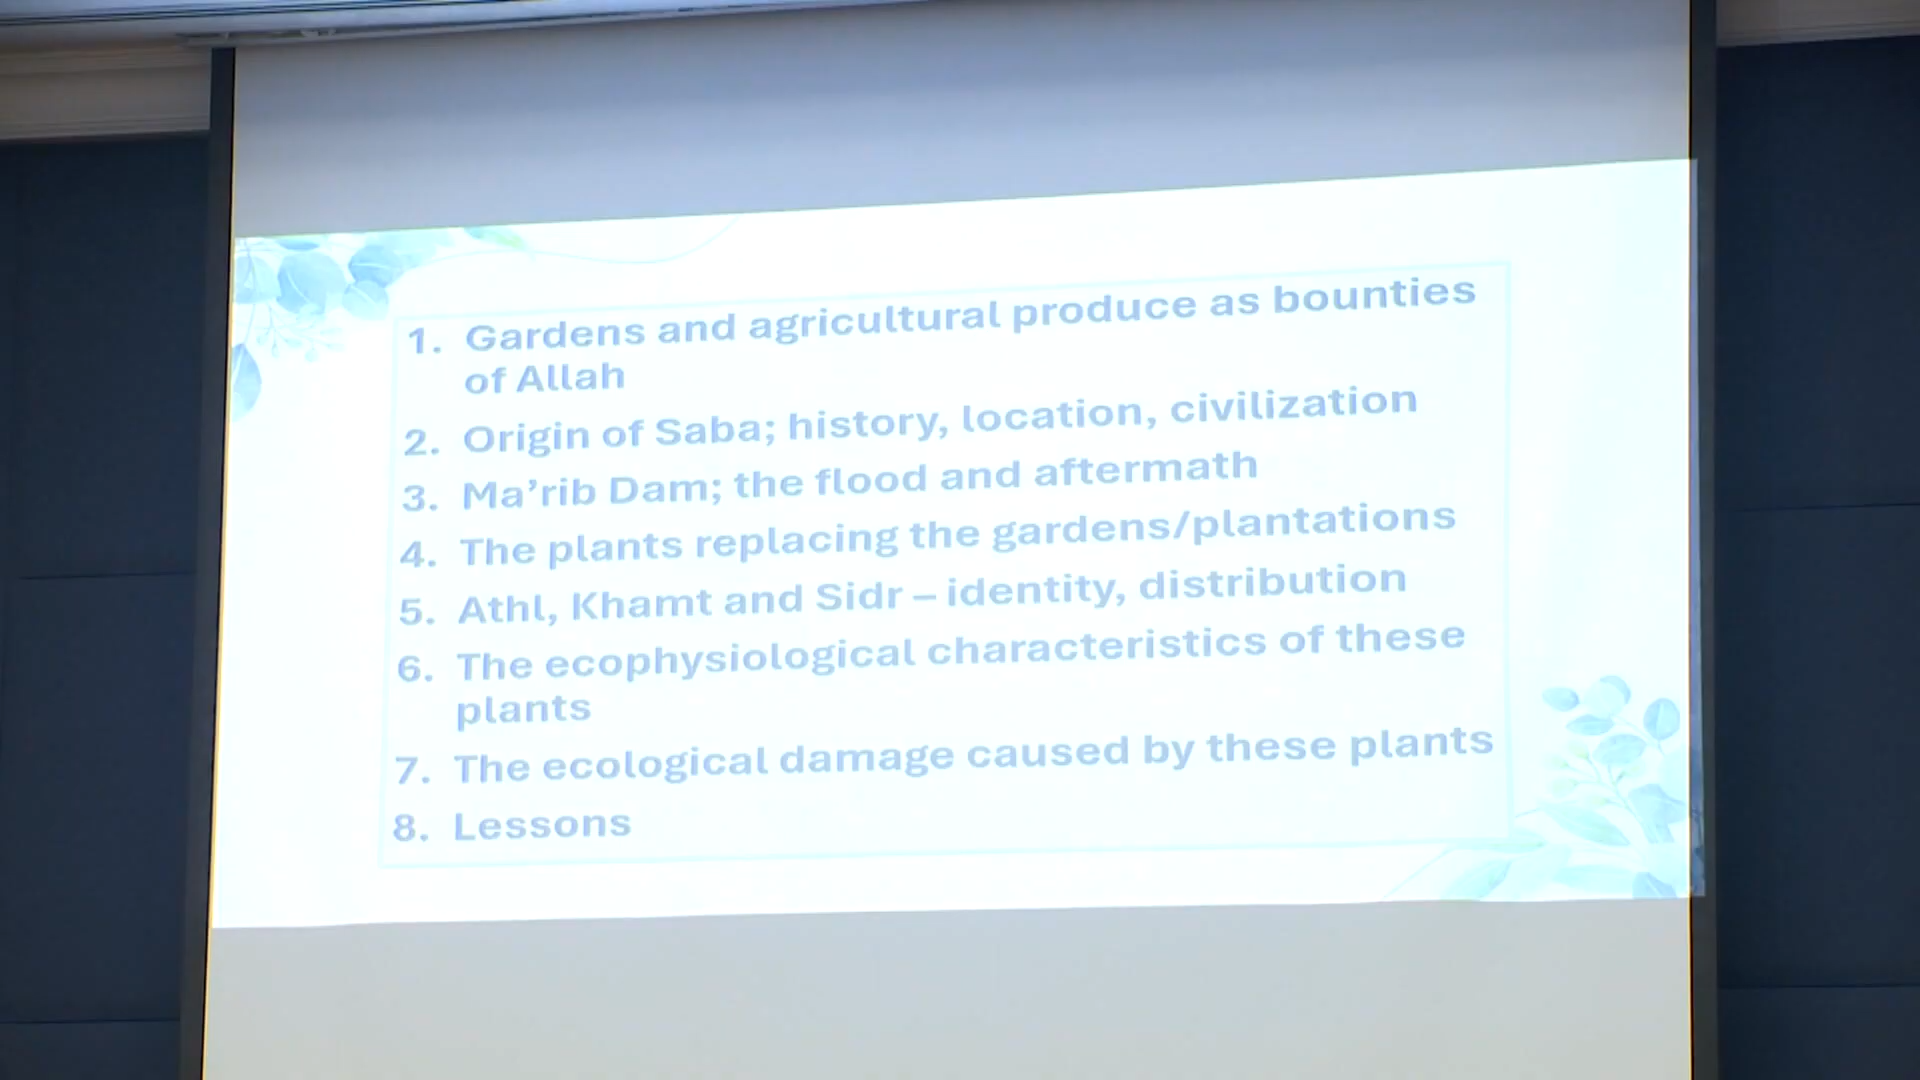 1. Gardens and agricultural produce as bounties
of Allah
2. Origin of Saba; history, location, civilization
3. Ma’rib Dam; the flood and aftermath
4. The plants replacing the gardens/plantations
5. Athl, Khamt and Sidr – identity, distribution
6. The ecophysiological characteristics of these
plants
7. The ecological damage caused by these plants
8. Lessons